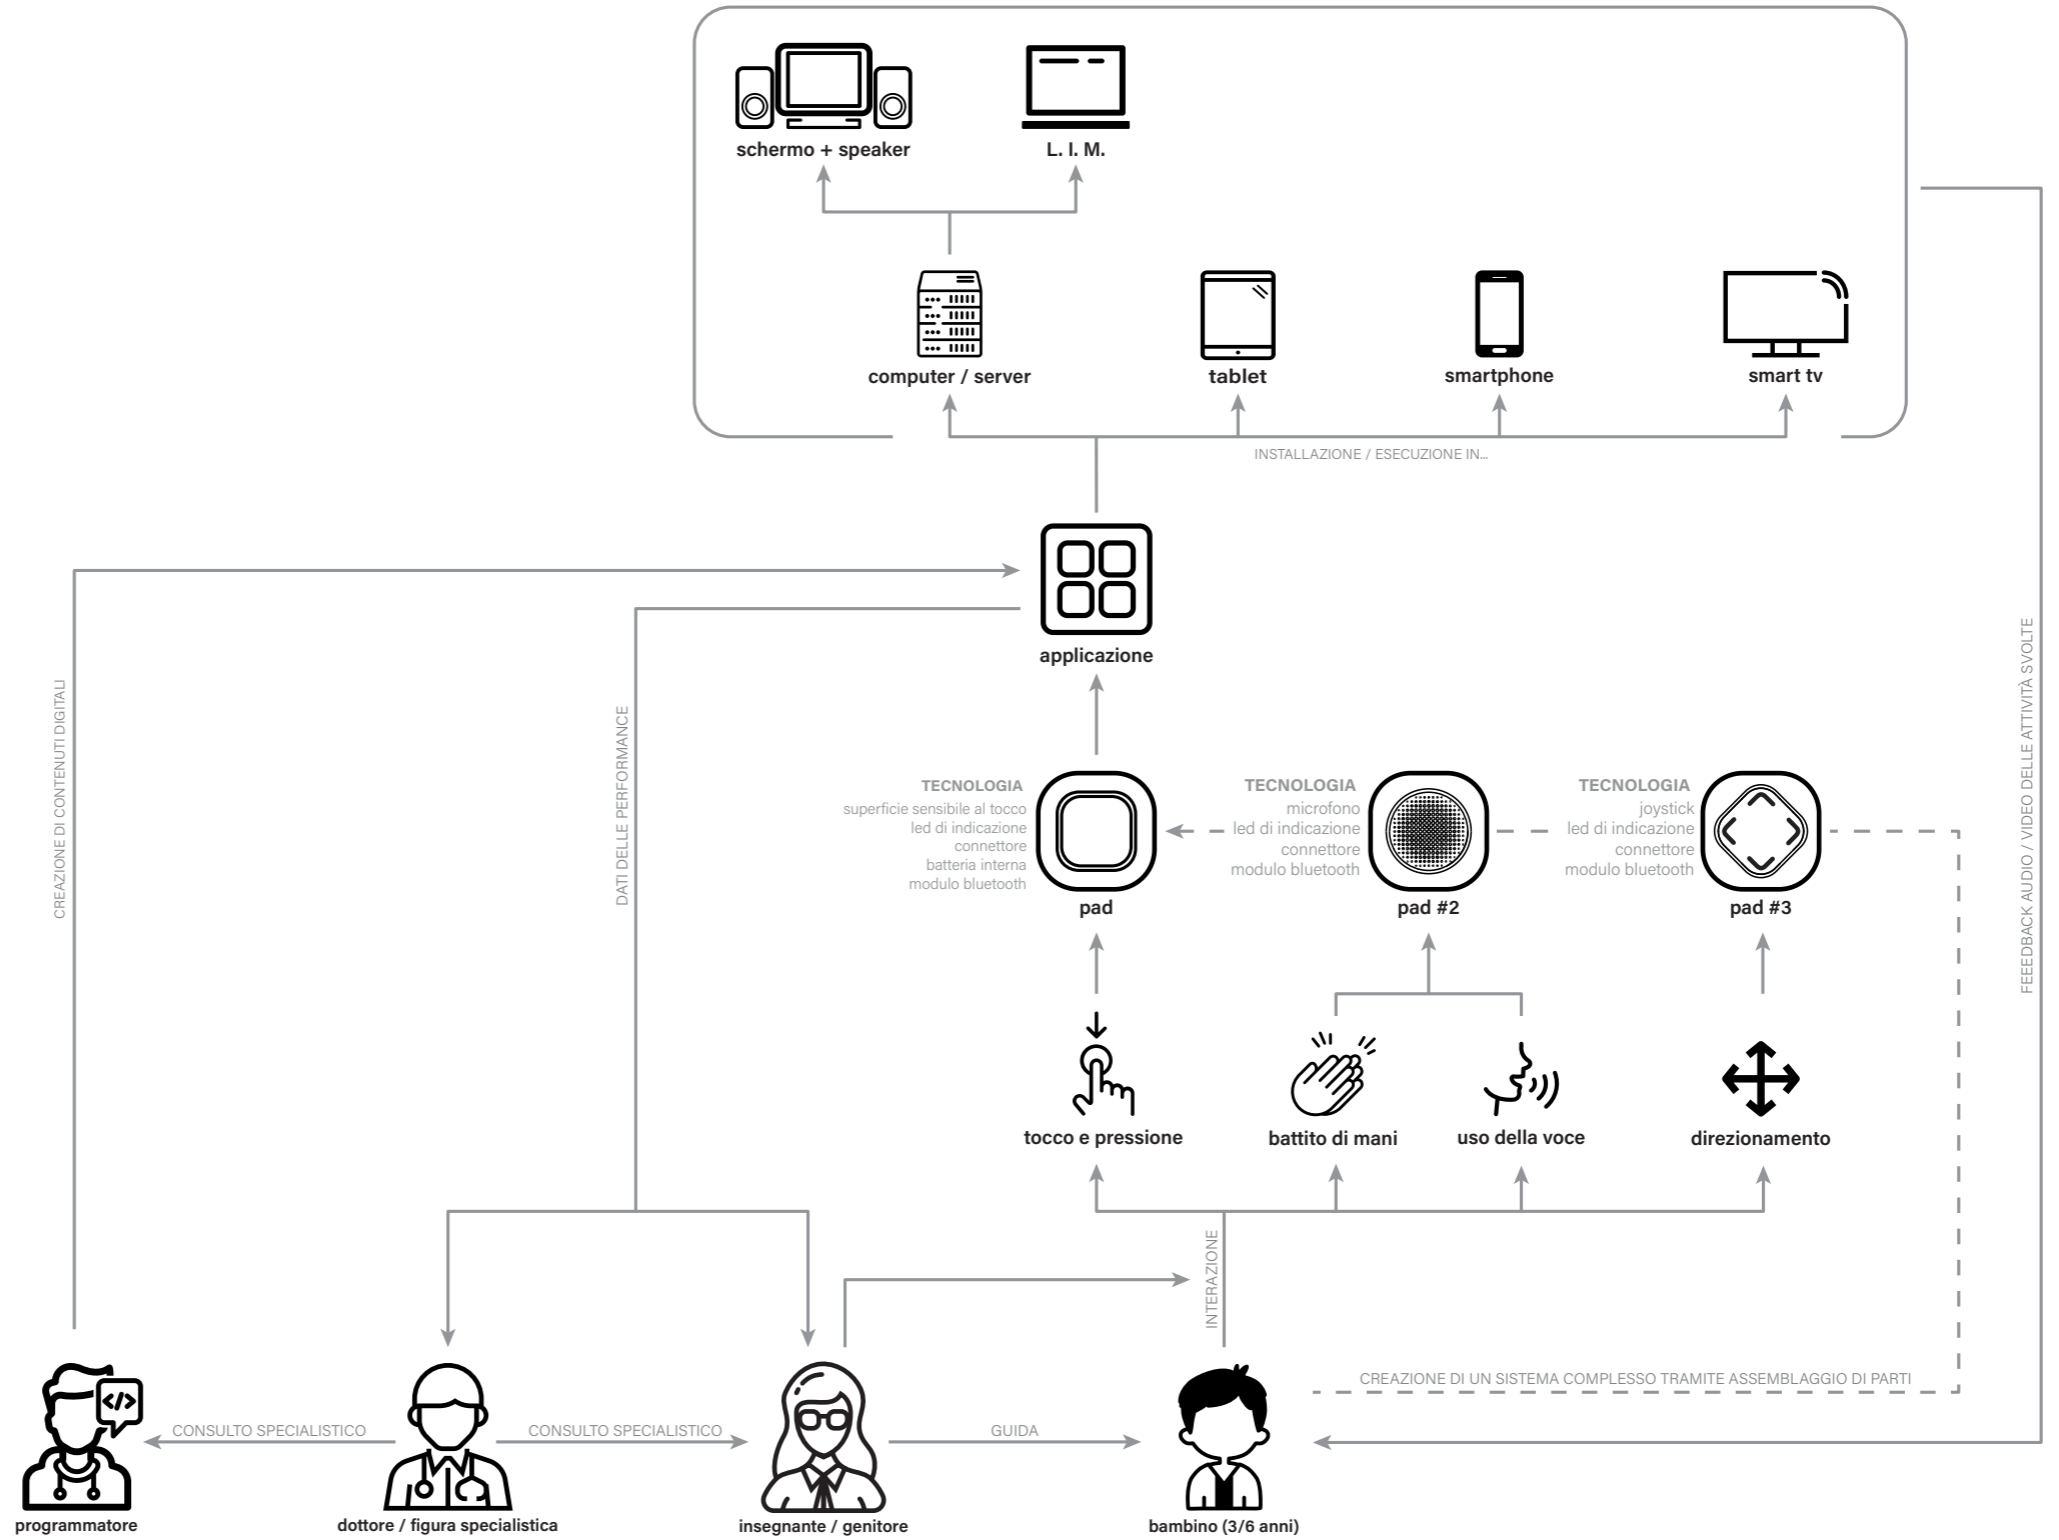 schermo + speaker
L. I. M.
computer / server
tablet
smartphone
smart tv
INSTALLAZIONE / ESECUZIONE IN...
applicazione
CREAZIONE DI CONTENUTI DIGITALI
DATI DELLE PERFORMANCE
FEEEDBACK AUDIO / VIDEO DELLE ATTIVITÀ SVOLTE
TECNOLOGIA
superficie sensibile al tocco
led di indicazione
connettore
batteria interna
modulo bluetooth
pad
TECNOLOGIA
microfono
led di indicazione
connettore
modulo bluetooth
pad #2
TECNOLOGIA
joystick
led di indicazione
connettore
modulo bluetooth
pad #3
tocco e pressione
battito di mani
uso della voce
direzionamento
INTERAZIONE
CREAZIONE DI UN SISTEMA COMPLESSO TRAMITE ASSEMBLAGGIO DI PARTI
</>
CONSULTO SPECIALISTICO
CONSULTO SPECIALISTICO
GUIDA
programmatore
dottore / figura specialistica
insegnante / genitore
bambino (3/6 anni)